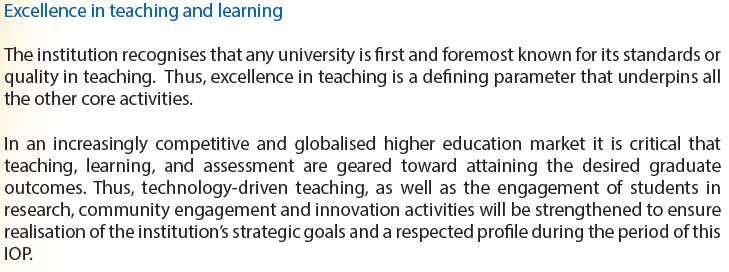 Excellence in teaching and learning
The institution recognises that any university is first and foremost known for its standards or
quality in teaching.  Thus, excellence in teaching is a defining parameter that underpins all
the other core activities.
In an increasingly competitive and globalised higher education market it is critical that
teaching, learning, and assessment are geared toward attaining the desired graduate
outcomes. Thus, technology-driven teaching, as well as the engagement of students in
research, community engagement and innovation activities will be strengthened to ensure
realisation of the institution's strategic goals and a respected profile during the period of this
IOP.